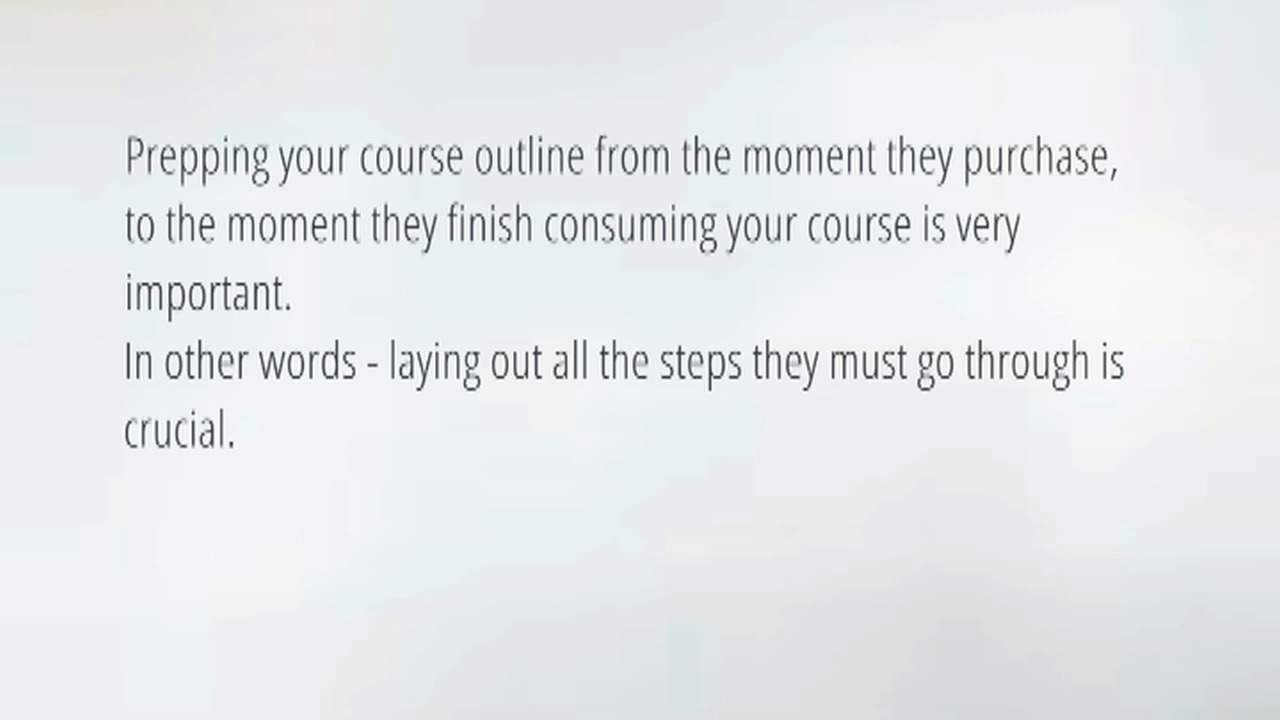 Prepping your course outline from the moment they purchase,
to the moment they finish consuming your course is very
important.
In other words - laying out all the steps they must go through is
crucial.